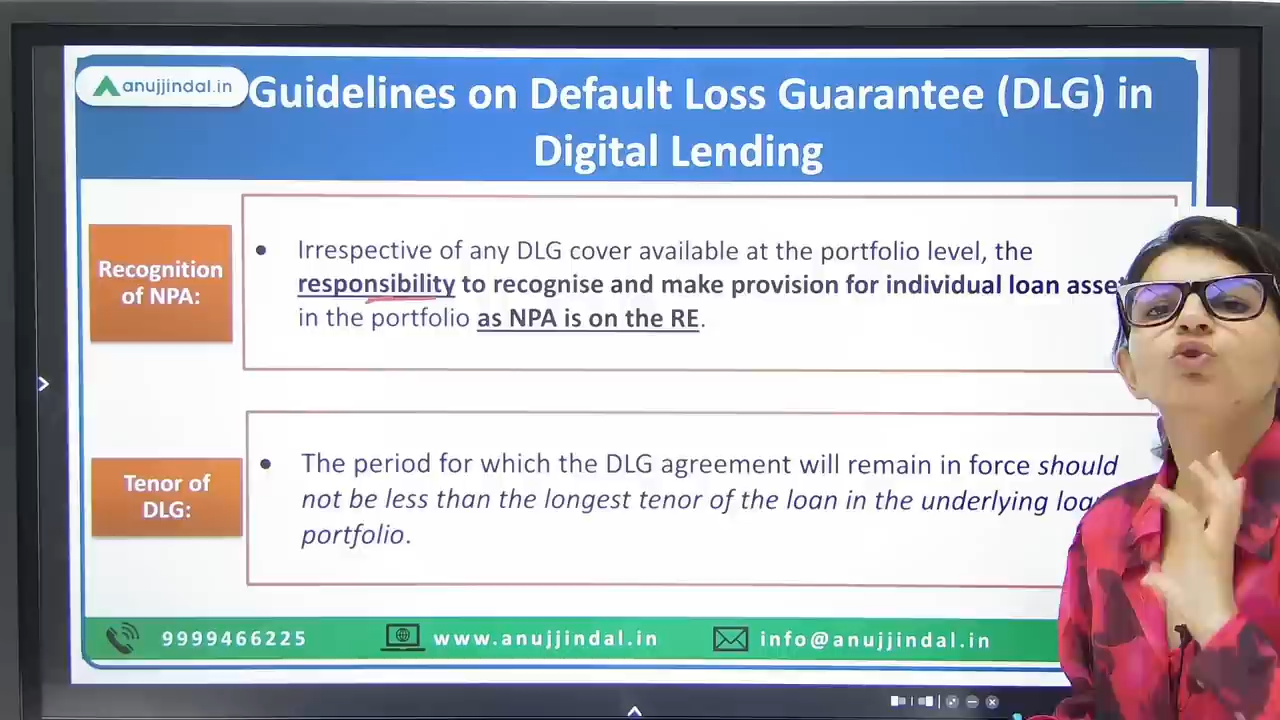 anujjindal.in
Guidelines on Default Loss Guarantee (DLG) in
Digital Lending
Recognition
of NPA:
• Irrespective of any DLG cover available at the portfolio level, the
responsibility to recognise and make provision for individual loan asse
in the portfolio as NPA is on the RE.
Tenor of
DLG:
• The period for which the DLG agreement will remain in force should
not be less than the longest tenor of the loan in the underlying loa
portfolio.
9999466225
www.anujjindal.in
info@anujjindal.in